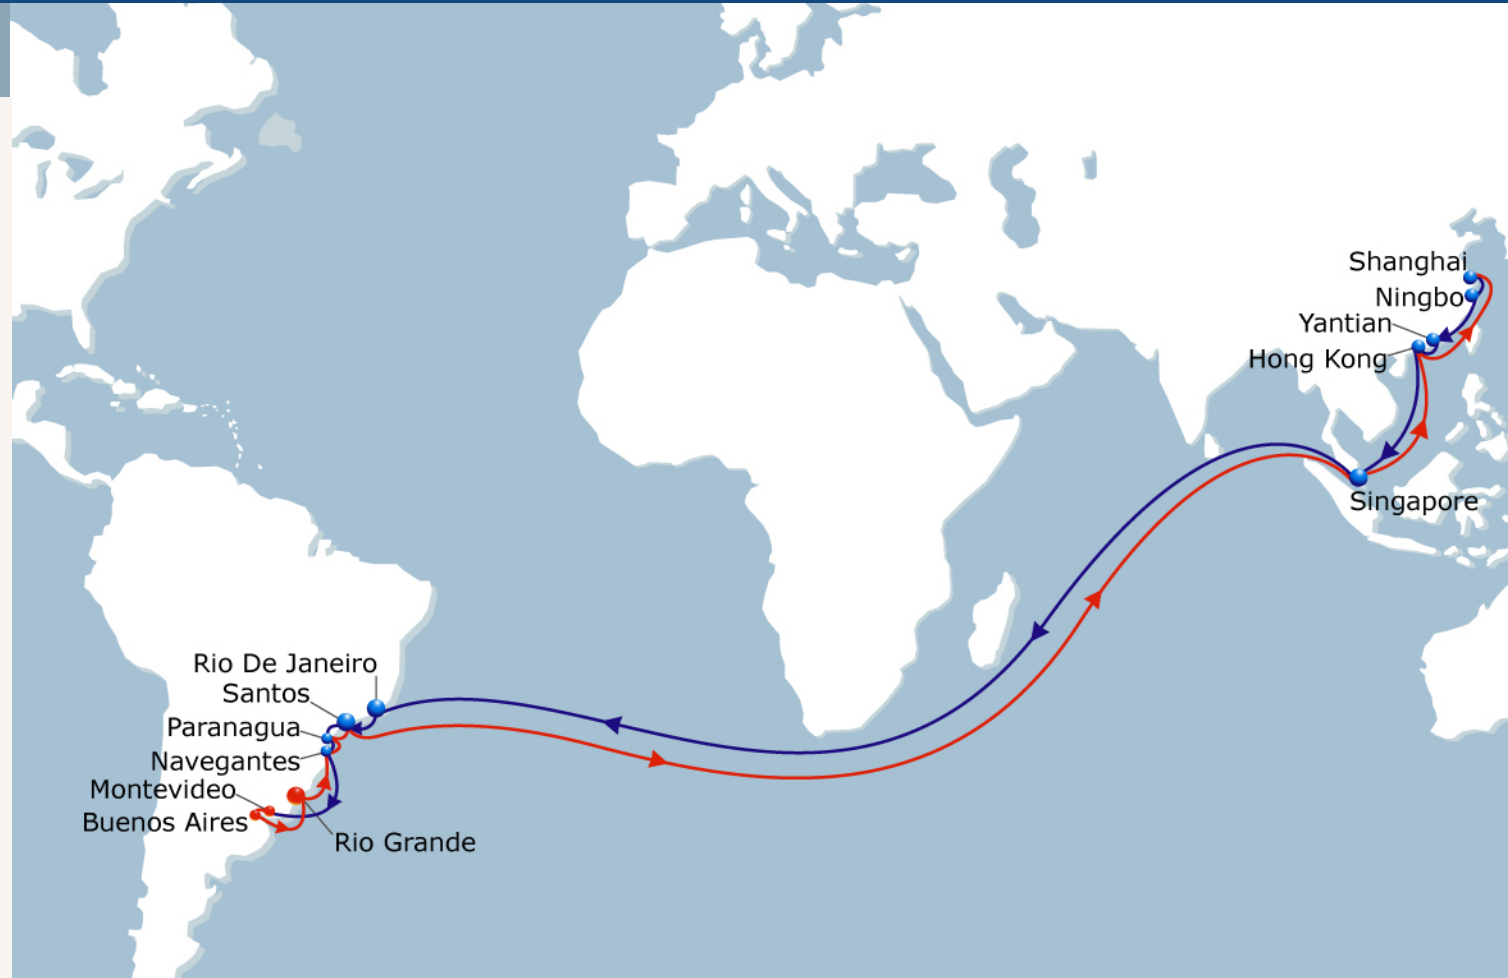 Shanghai
Ningbo
Yantian
Hong Kong
Singapore
Rio De Janeiro
Santos
Paranagua
Navegantes
Montevideo
Buenos Aires
Rio Grande